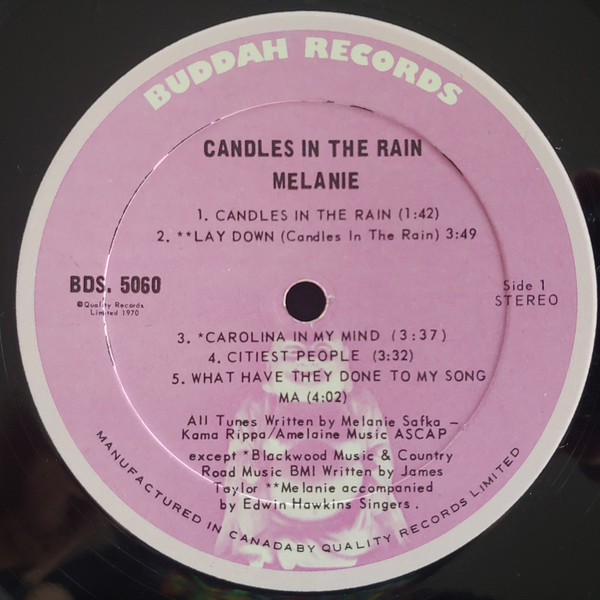 BUDDAH RECORDS
CANDLES IN THE RAIN
MELANIE
1. CANDLES IN THE RAIN (1:42)
2. **LAY DOWN (Candles In The Rain) 3:49
BDS. 5060
©Quality Records
Limited 1970
Side 1
STEREO
3. *CAROLINA IN MY MIND (3:37)
4. CITIEST PEOPLE (3:32)
5. WHAT HAVE THEY DONE TO MY SONG
MA (4:02)
All Tunes Written by Melanie Safka –
Kama Rippa/Amelaine Music ASCAP
except *Blackwood Music & Country
Road Music BMI Written by James
Taylor **Melanie accompanied
by Edwin Hawkins Singers.
MANUFACTURED IN CANADABY QUALITY RECORDS LIMITED